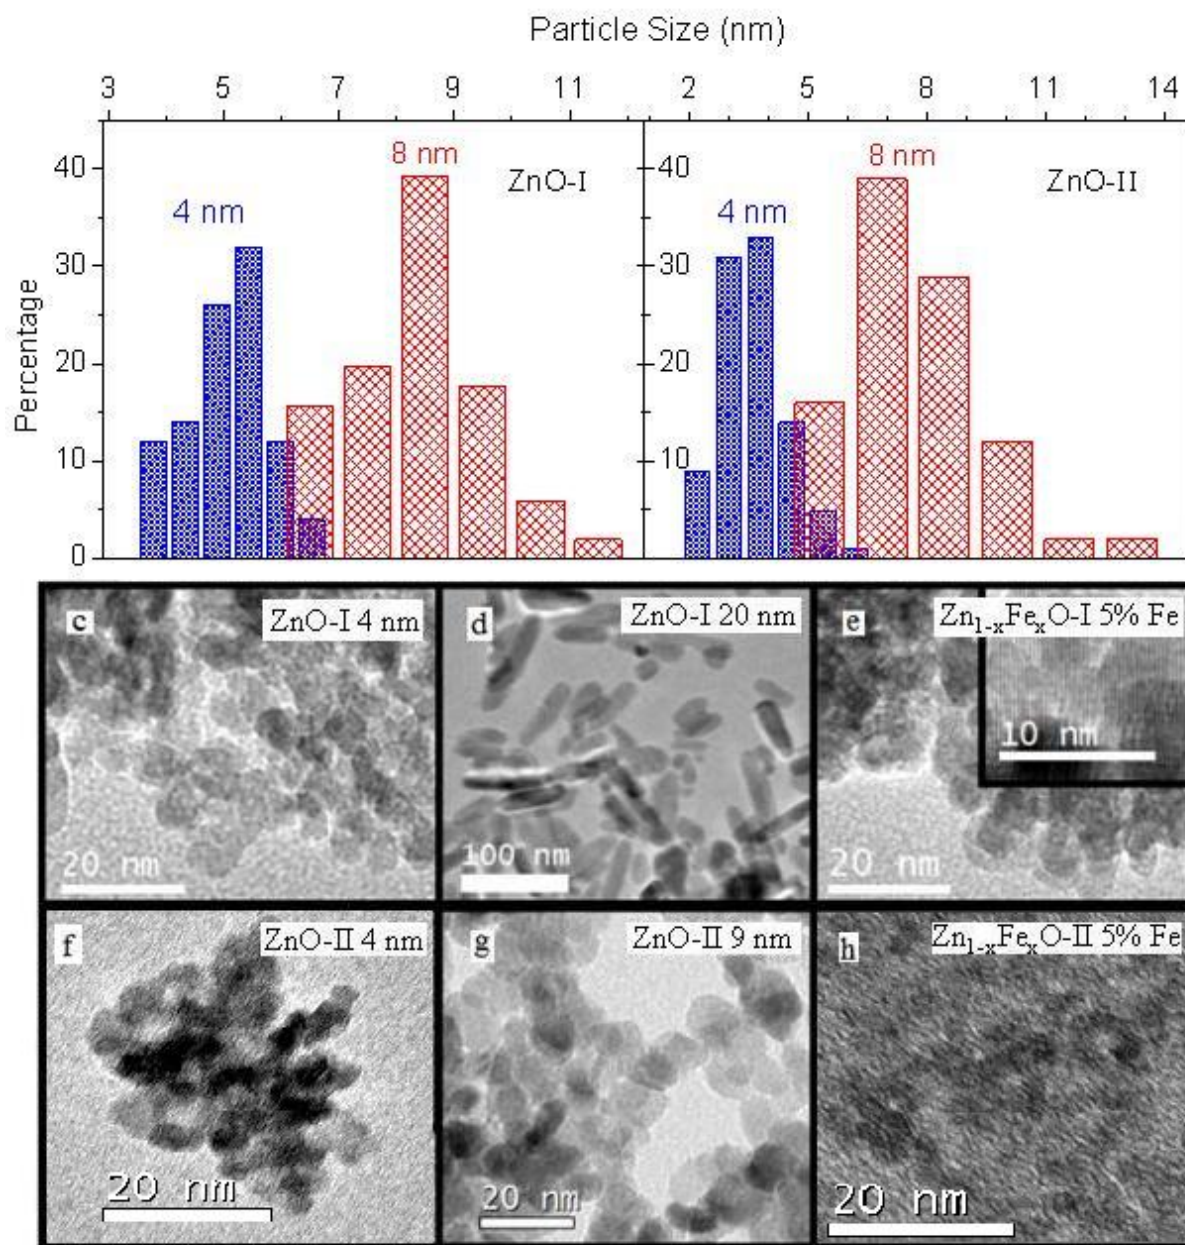 Particle Size (nm)
3 5 7 9 11 2 5 8 11 14
Percentage
40
30
20
10
0
4 nm
8 nm
ZnO-I
40
30
20
10
0
4 nm
8 nm
ZnO-II
c
ZnO-I 4 nm
20 nm
d
ZnO-I 20 nm
100 nm
e
Zn1-xFexO-I 5% Fe
10 nm
20 nm
f
ZnO-II 4 nm
20 nm
g
ZnO-II 9 nm
20 nm
h
Zn1-xFexO-II 5% Fe
20 nm